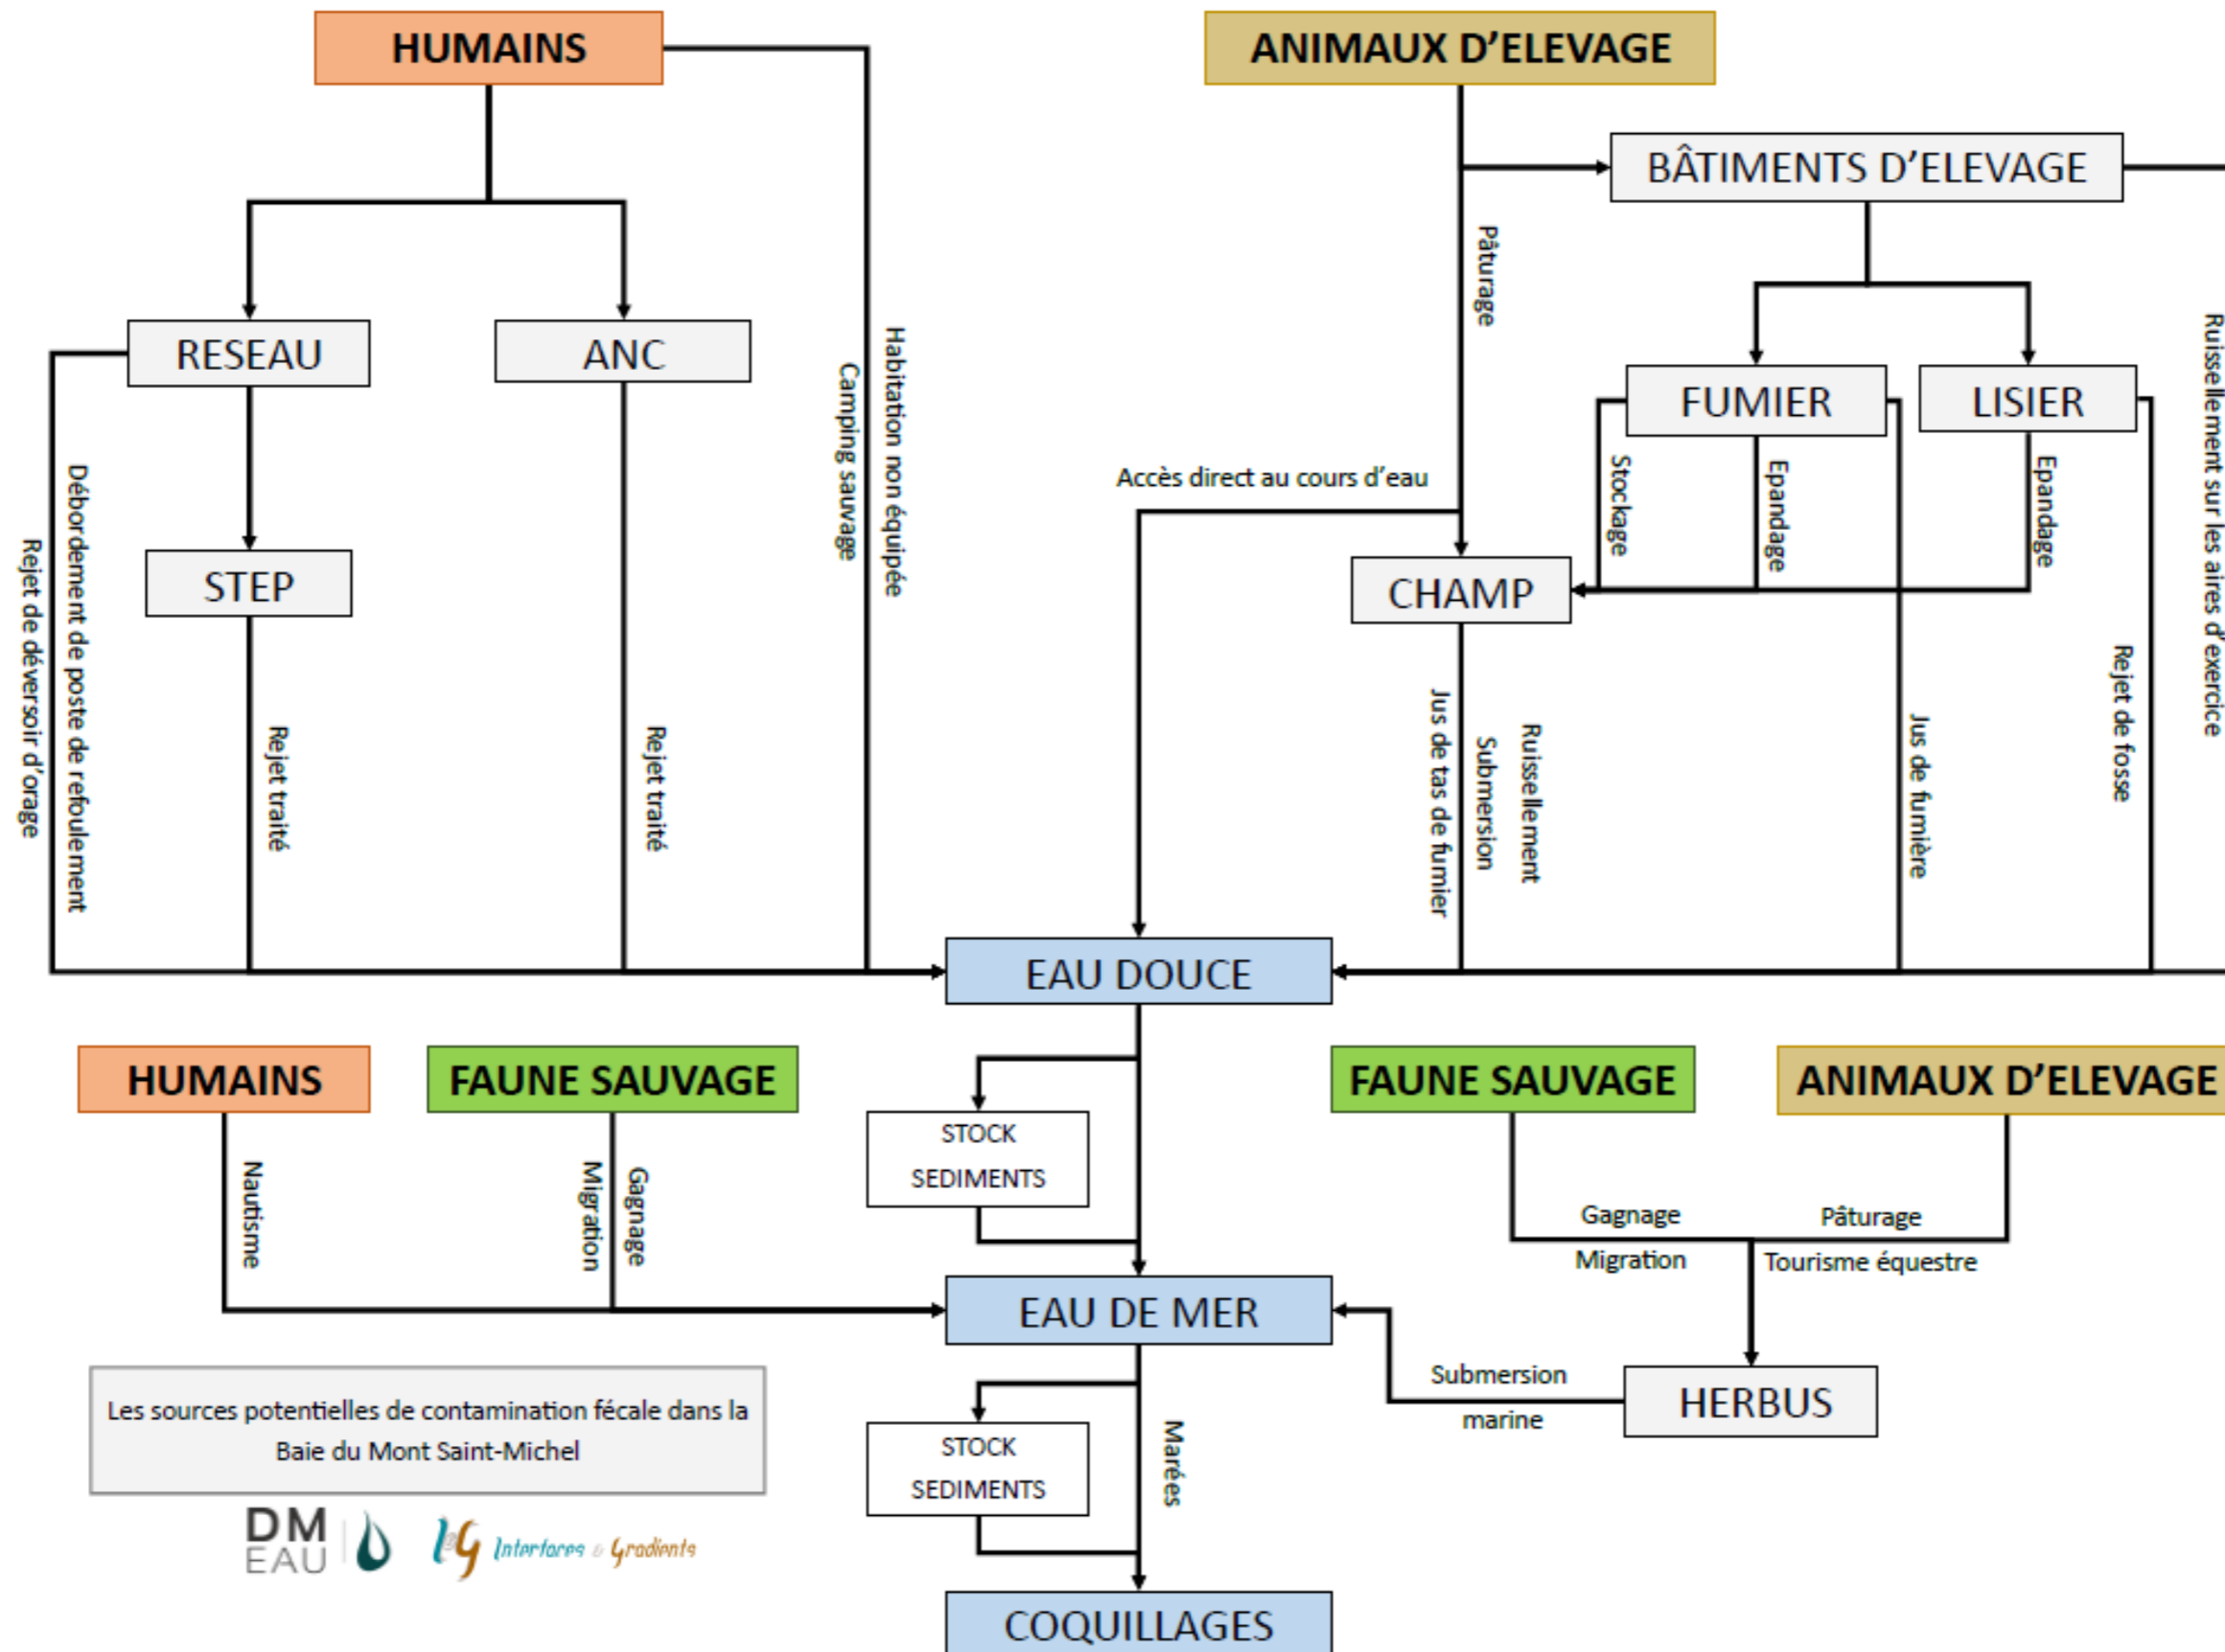 HUMAINS
ANIMAUX D'ELEVAGE
BÂTIMENTS D'ELEVAGE
Pâturage
Habitation non équipée
Camping sauvage
Ruissellement sur les aires d'exercice
RESEAU
ANC
FUMIER
LISIER
Accès direct au cours d'eau
Stockage
Epandage
Epandage
Débordement de poste de refoulement
Rejet de déversoir d'orage
STEP
CHAMP
Rejet traité
Rejet traité
Ruissellement
Submersion
Jus de tas de fumier
Jus de fumière
Rejet de fosse
EAU DOUCE
HUMAINS
FAUNE SAUVAGE
FAUNE SAUVAGE
ANIMAUX D'ELEVAGE
STOCK
SEDIMENTS
Nautisme
Gagnage
Migration
Gagnage
Migration
Pâturage
Tourisme équestre
EAU DE MER
Submersion
marine
HERBUS
Les sources potentielles de contamination fécale dans la
Baie du Mont Saint-Michel
STOCK
SEDIMENTS
Marées
DM
EAU
I&G Interfaces & Gradients
COQUILLAGES